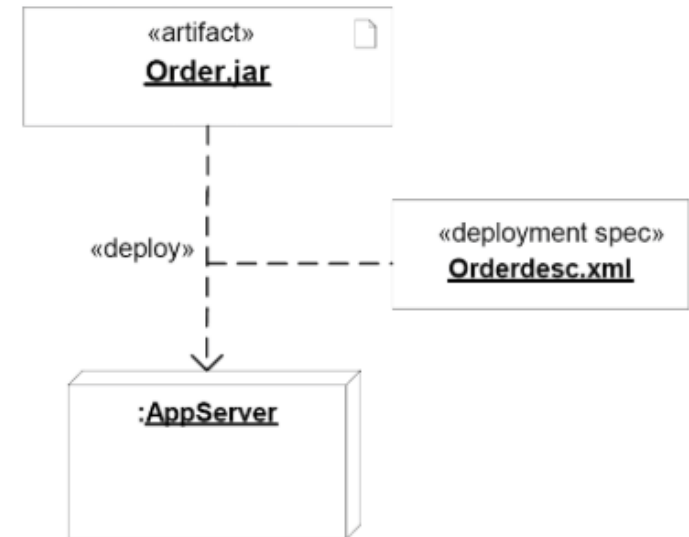 «artifact»
Order.jar
«deploy»
«deployment spec»
Orderdesc.xml
:AppServer